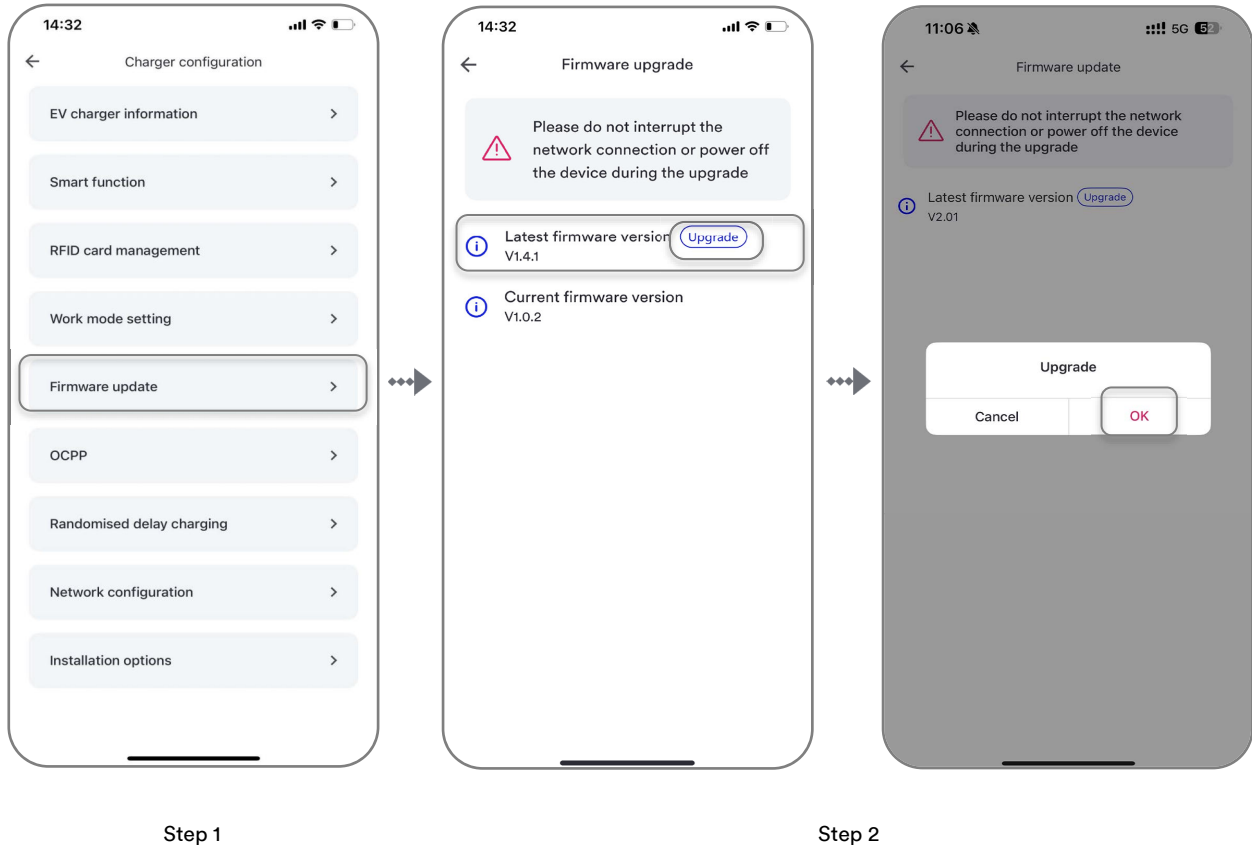 14:32
Charger configuration
EV charger information
Smart function
RFID card management
Work mode setting
Firmware update
OCPP
Randomised delay charging
Network configuration
Installation options
14:32
Firmware upgrade
Please do not interrupt the
network connection or power off
the device during the upgrade
Latest firmware version Upgrade
V1.4.1
Current firmware version
V1.0.2
11:06 5G 52
Firmware update
Please do not interrupt the network
connection or power off the device
during the upgrade
Latest firmware version Upgrade
V2.01
Upgrade
Cancel OK
Step 1
Step 2